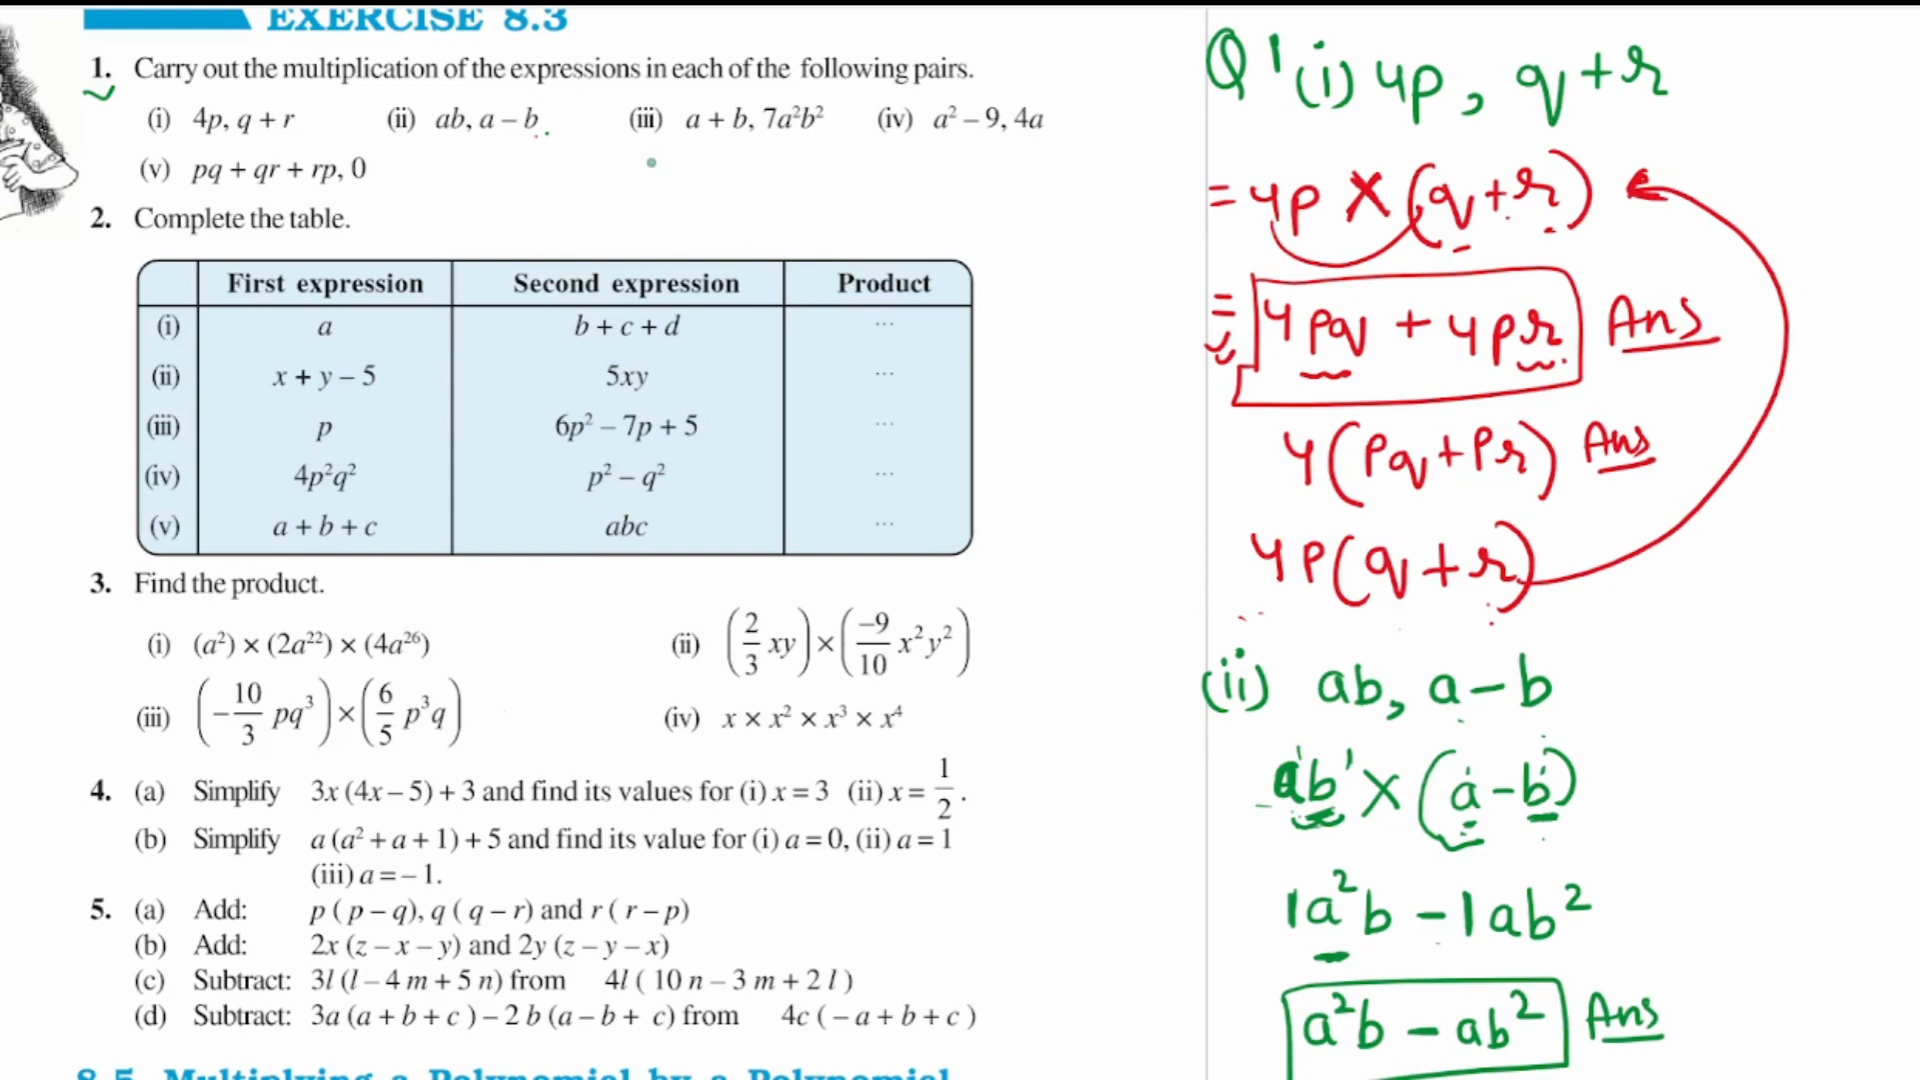 EXERCISE 8.3
1. Carry out the multiplication of the expressions in each of the following pairs.
(i) 4p, q + r (ii) ab, a – b (iii) a + b, 7a²b² (iv) a² – 9, 4a
(v) pq + qr + rp, 0
2. Complete the table.
First expression Second expression Product
(i) a b + c + d ...
(ii) x + y – 5 5xy ...
(iii) p 6p² – 7p + 5 ...
(iv) 4p²q² p² – q² ...
(v) a + b + c abc ...
3. Find the product.
(i) (a²) × (2a²²) × (4a²⁶) (ii) (2/3 xy) × (–9/10 x²y²)
(iii) (–10/3 pq³) × (6/5 p³q) (iv) x × x² × x³ × x⁴
4. (a) Simplify 3x (4x – 5) + 3 and find its values for (i) x = 3 (ii) x = 1/2.
(b) Simplify a (a² + a + 1) + 5 and find its value for (i) a = 0, (ii) a = 1
(iii) a = – 1.
5. (a) Add: p ( p – q), q ( q – r) and r ( r – p)
(b) Add: 2x (z – x – y) and 2y (z – y – x)
(c) Subtract: 3l (l – 4 m + 5 n) from 4l ( 10 n – 3 m + 2 l )
(d) Subtract: 3a (a + b + c ) – 2 b (a – b + c) from 4c ( – a + b + c )
8.5 Multiplying a Polynomial by a Polynomial
Q1 (i) 4p, q + r
= 4p × (q + r)
= 4pq + 4pr Ans
4(pq + pr) Ans
4p(q + r)
(ii) ab, a – b
ab × (a – b)
1a²b – 1ab²
a²b – ab² Ans